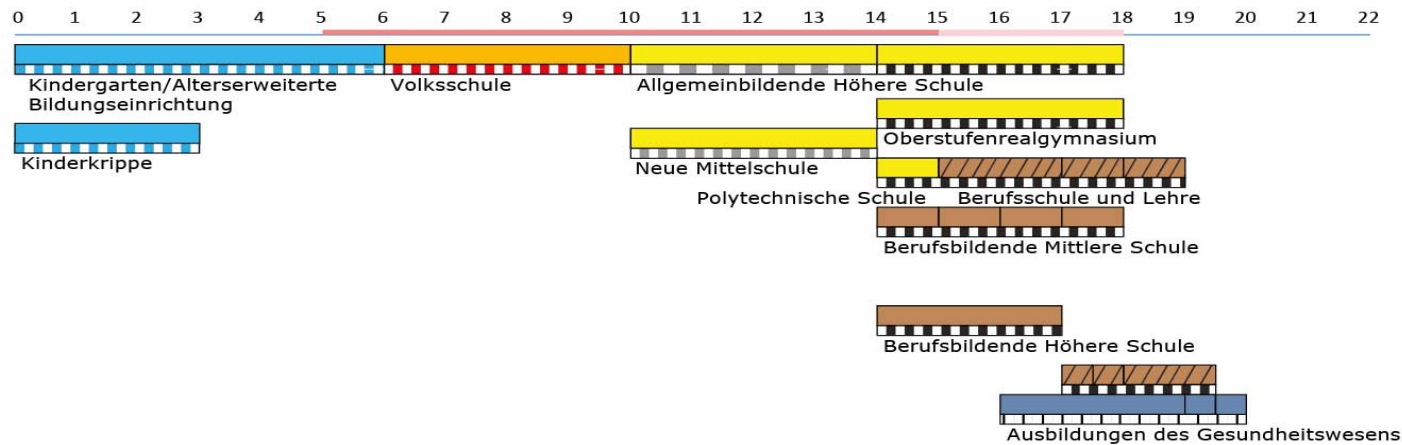 0 1 2 3 4 5 6 7 8 9 10 11 12 13 14 15 16 17 18 19 20 21 22
Kindergarten/Alterserweiterte
Bildungseinrichtung
Volksschule
Allgemeinbildende Höhere Schule
Oberstufenrealgymnasium
Kinderkrippe
Neue Mittelschule
Polytechnische Schule
Berufsschule und Lehre
Berufsbildende Mittlere Schule
Berufsbildende Höhere Schule
Ausbildungen des Gesundheitswesens